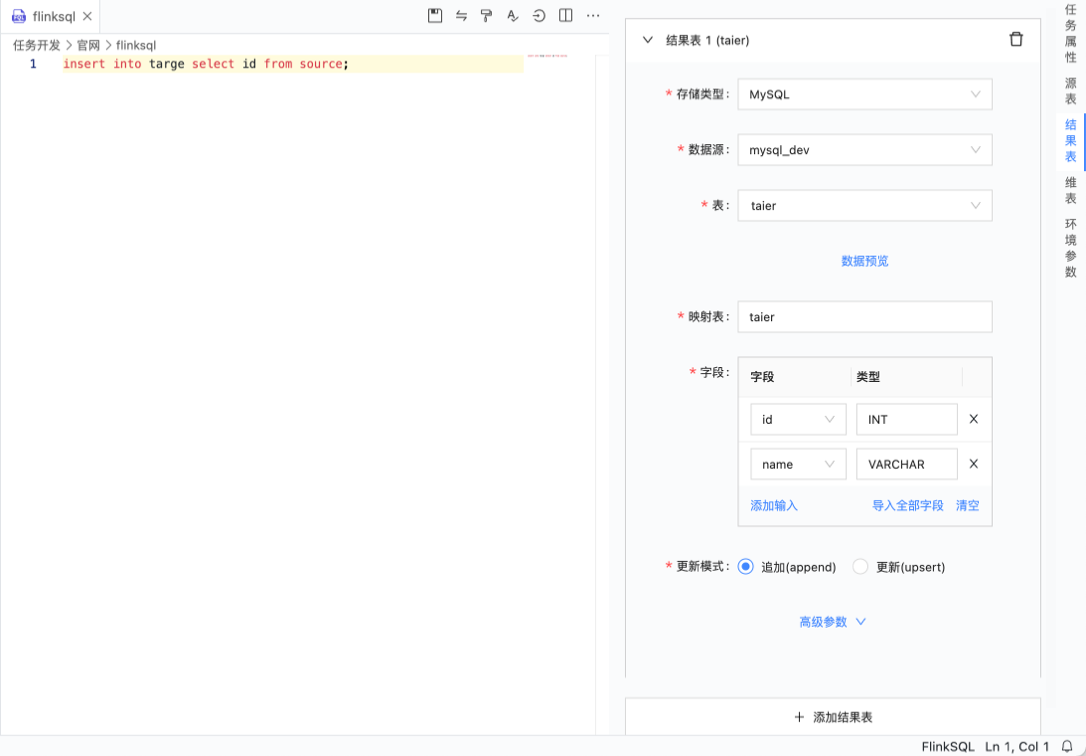 flinksql
任务开发 > 官网 > flinksql
1 insert into targe select id from source;
结果表 1 (taier)
* 存储类型: MySQL
* 数据源: mysql_dev
* 表: taier
数据预览
* 映射表: taier
* 字段: 字段 类型
id INT
name VARCHAR
添加输入 导入全部字段 清空
* 更新模式: 追加(append) 更新(upsert)
高级参数
+ 添加结果表
任务属性
源表
结果表
维表
环境参数
FlinkSQL Ln 1, Col 1